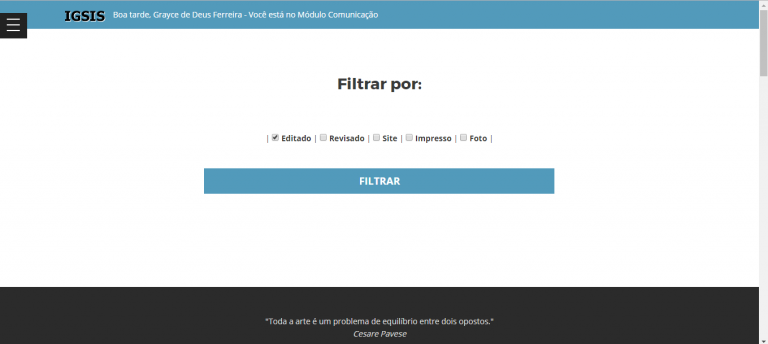 IGSIS Boa tarde, Grayce de Deus Ferreira - Você está no Módulo Comunicação
Filtrar por:
| Editado | Revisado | Site | Impresso | Foto |
FILTRAR
"Toda a arte é um problema de equilíbrio entre dois opostos."
Cesare Pavese